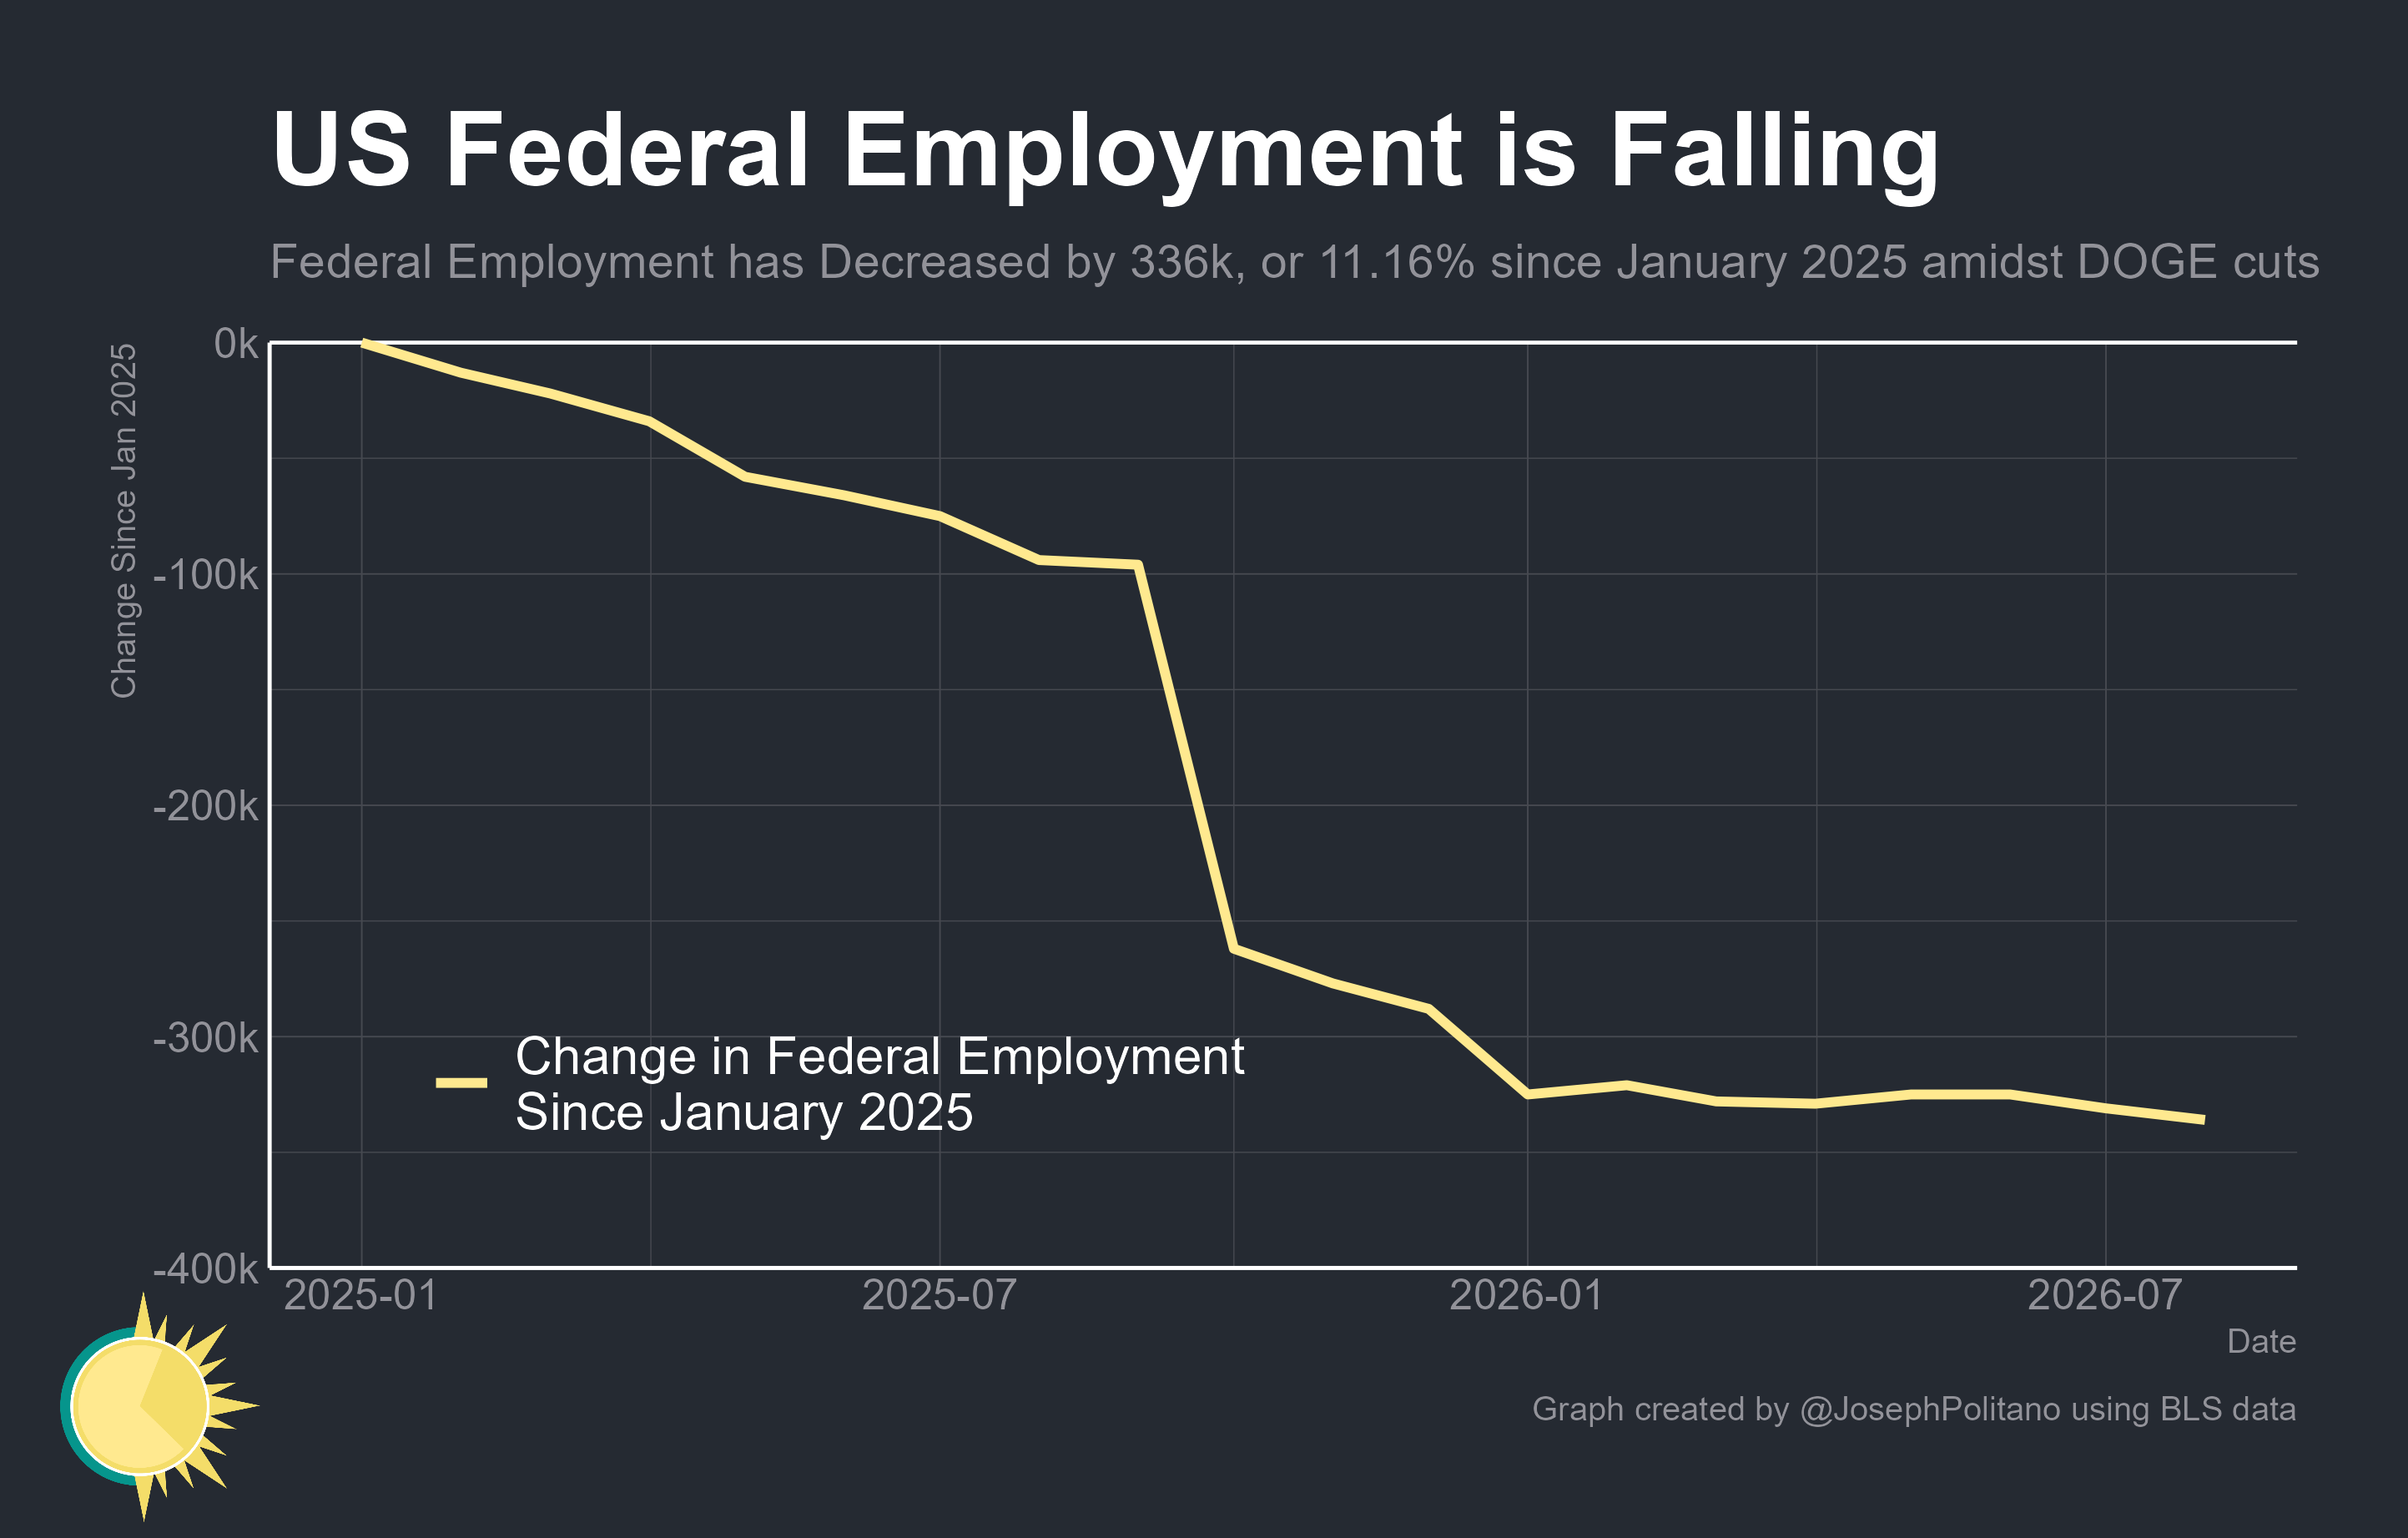 US Federal Employment is Falling
Federal Employment has Decreased by 336k, or 11.16% since January 2025 amidst DOGE cuts
Change Since Jan 2025
0k
-100k
-200k
-300k
-400k
Change in Federal Employment
Since January 2025
2025-01
2025-07
2026-01
2026-07
Date
Graph created by @JosephPolitano using BLS data